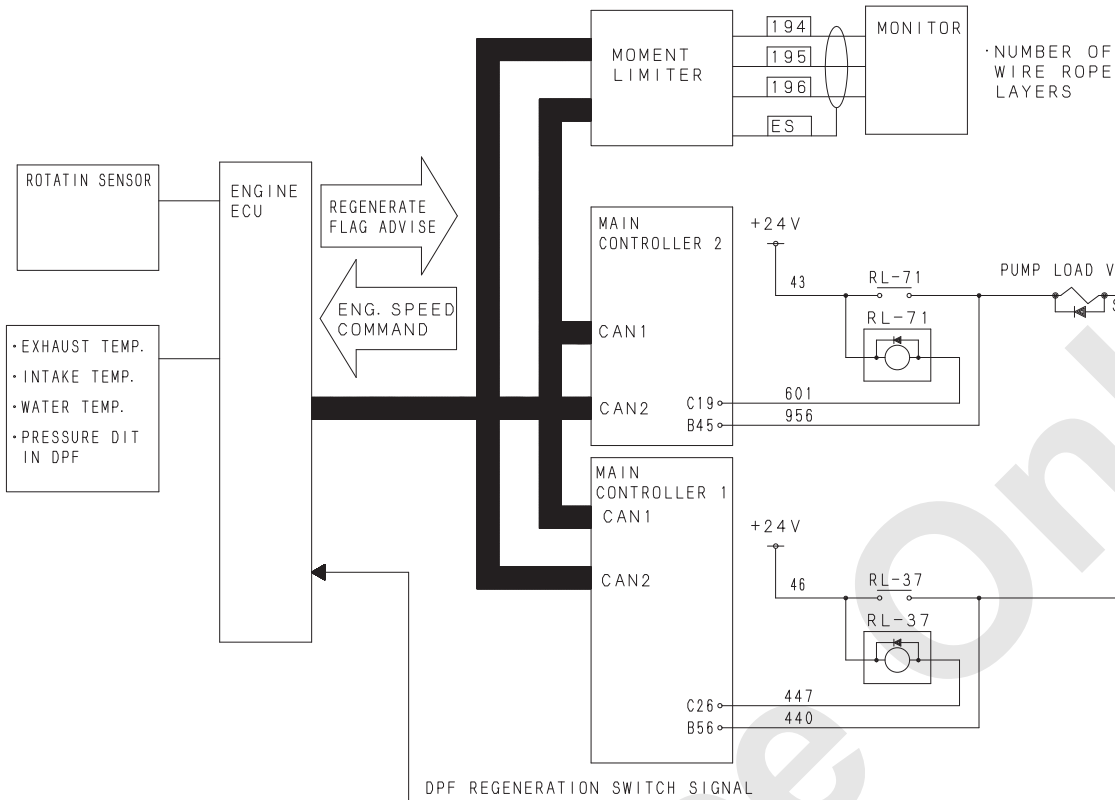 194
195
196
ES
MOMENT
LIMITER
MONITOR
·NUMBER OF
WIRE ROPE
LAYERS
ROTATIN SENSOR
ENGINE
ECU
REGENERATE
FLAG ADVISE
ENG. SPEED
COMMAND
·EXHAUST TEMP.
·INTAKE TEMP.
·WATER TEMP.
·PRESSURE DIT
IN DPF
MAIN
CONTROLLER 2
CAN1
CAN2
C19
B45
+24V
43
RL-71
RL-71
601
956
PUMP LOAD V
S
MAIN
CONTROLLER 1
CAN1
CAN2
C26
B56
+24V
46
RL-37
RL-37
447
440
DPF REGENERATION SWITCH SIGNAL